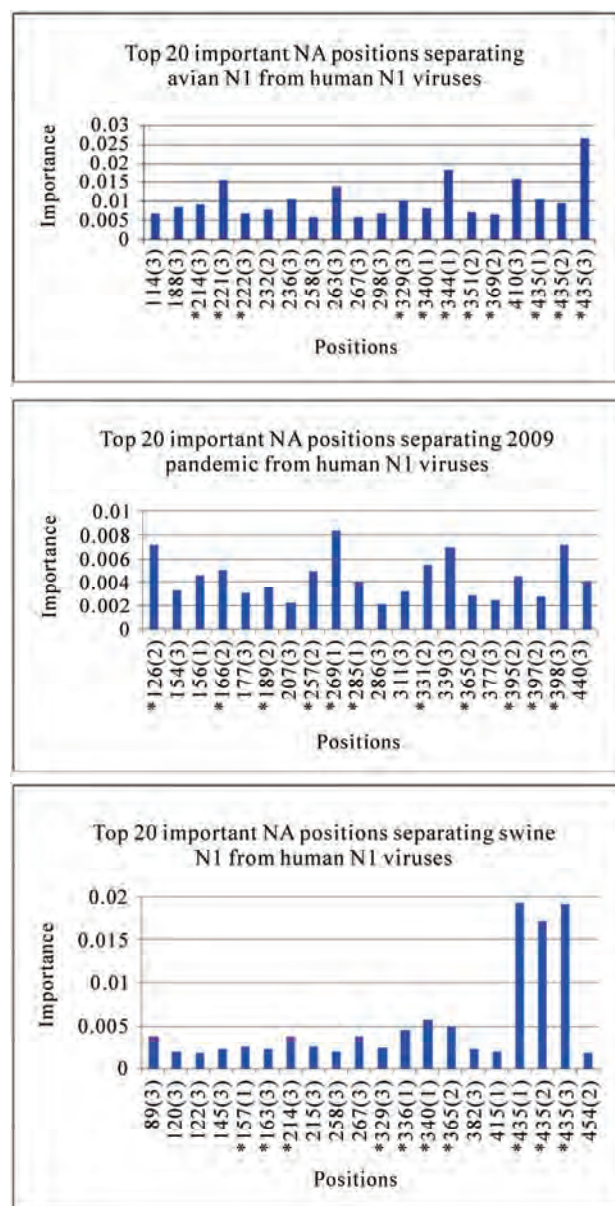 Top 20 important NA positions separating
avian N1 from human N1 viruses
Importance
0.03
0.025
0.02
0.015
0.01
0.005
0
114(3) 188(3) *214(3) *221(3) *222(3) 232(2) 236(3) 258(3) 263(3) 267(3) 298(3) *329(3) *340(1) *344(1) *351(2) *369(2) 410(3) *435(1) *435(2) *435(3)
Positions
Top 20 important NA positions separating 2009
pandemic from human N1 viruses
Importance
0.01
0.008
0.006
0.004
0.002
0
*126(2) 154(3) 156(1) *166(2) 177(3) *189(2) 207(3) *257(2) *269(1) *285(1) 286(3) 311(3) *331(2) 339(3) *365(2) 377(3) *395(2) *397(2) *398(3) 440(3)
Positions
Top 20 important NA positions separating swine
N1 from human N1 viruses
Importance
0.02
0.015
0.01
0.005
0
89(3) 120(3) 122(3) 145(3) *157(1) *163(3) *214(3) 215(3) 258(3) 267(3) *329(3) *336(1) *340(1) *365(2) 382(3) 415(1) *435(1) *435(2) *435(3) 454(2)
Positions